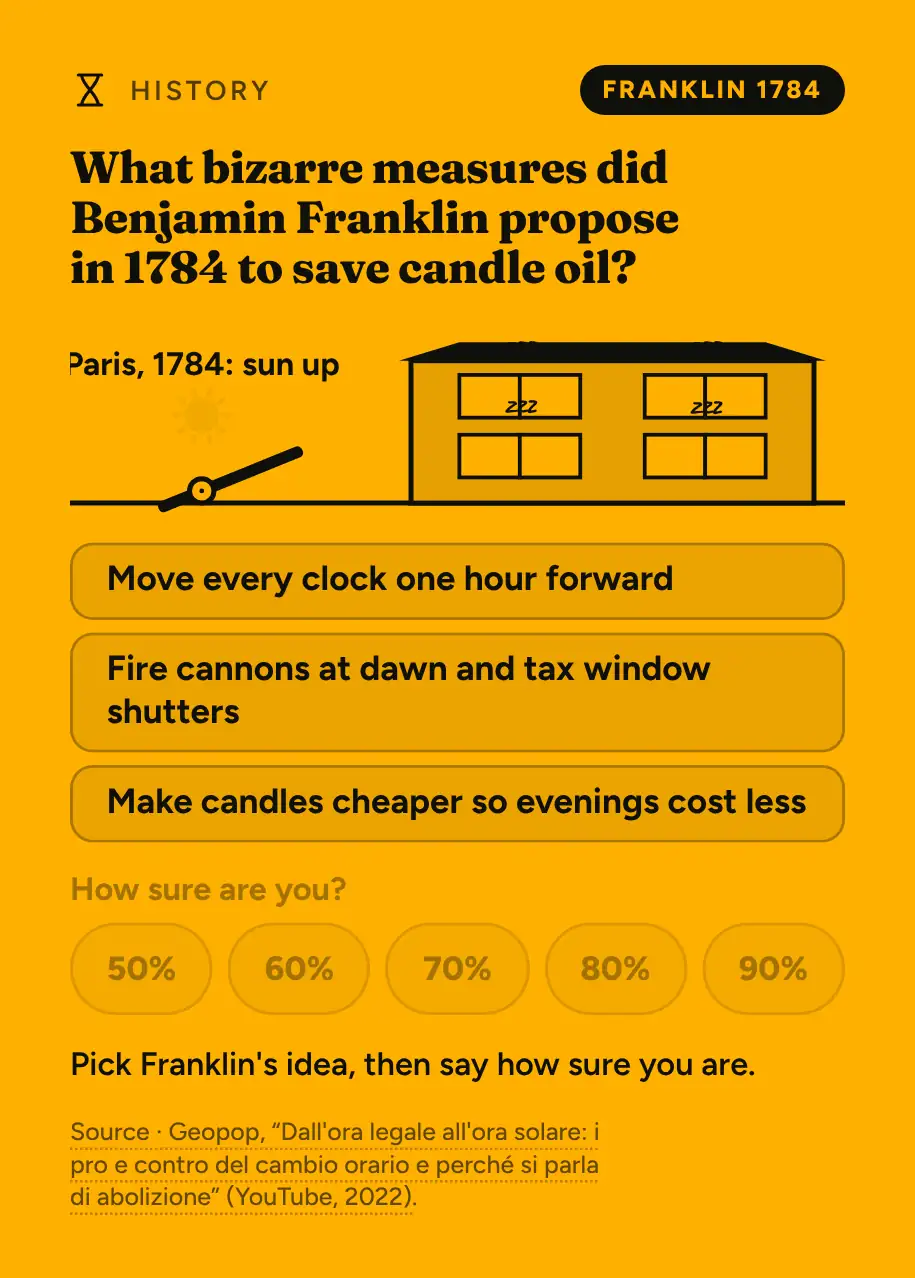 HISTORY
FRANKLIN 1784
What bizarre measures did
Benjamin Franklin propose
in 1784 to save candle oil?
Paris, 1784: sun up
zzz
zzz
Move every clock one hour forward
Fire cannons at dawn and tax window
shutters
Make candles cheaper so evenings cost less
How sure are you?
50%
60%
70%
80%
90%
Pick Franklin's idea, then say how sure you are.
Source · Geopop, “Dall'ora legale all'ora solare: i
pro e contro del cambio orario e perché si parla
di abolizione” (YouTube, 2022).